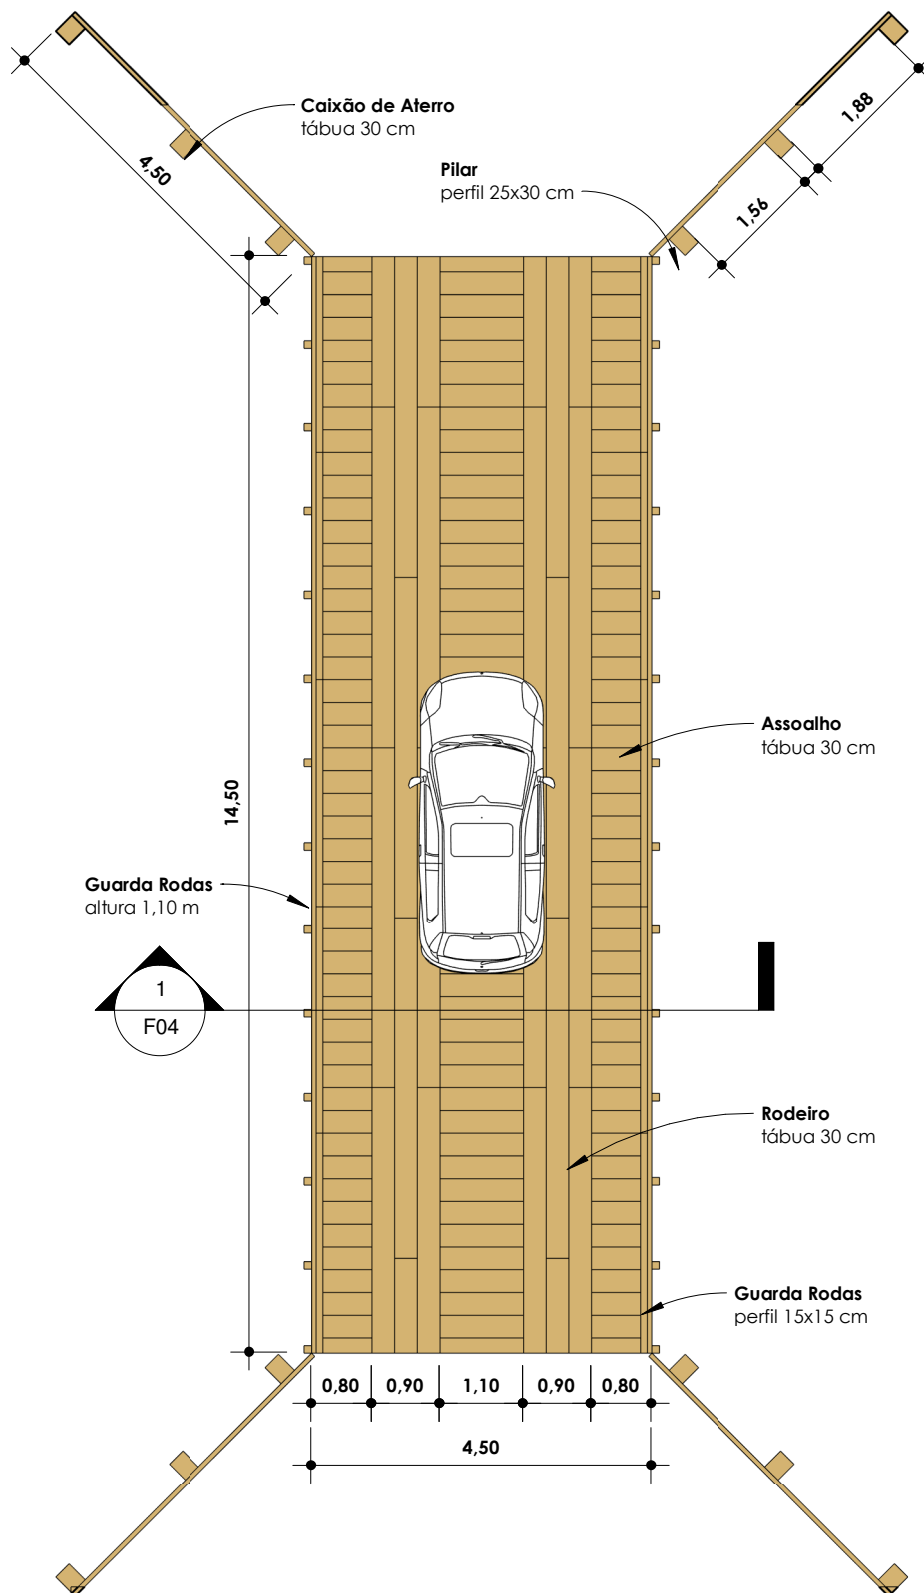 Caixão de Aterro
tábua 30 cm
4,50
Pilar
perfil 25x30 cm
1,88
1,56
14,50
Assoalho
tábua 30 cm
Guarda Rodas
altura 1,10 m
1
F04
Rodeiro
tábua 30 cm
Guarda Rodas
perfil 15x15 cm
0,80 0,90 1,10 0,90 0,80
4,50